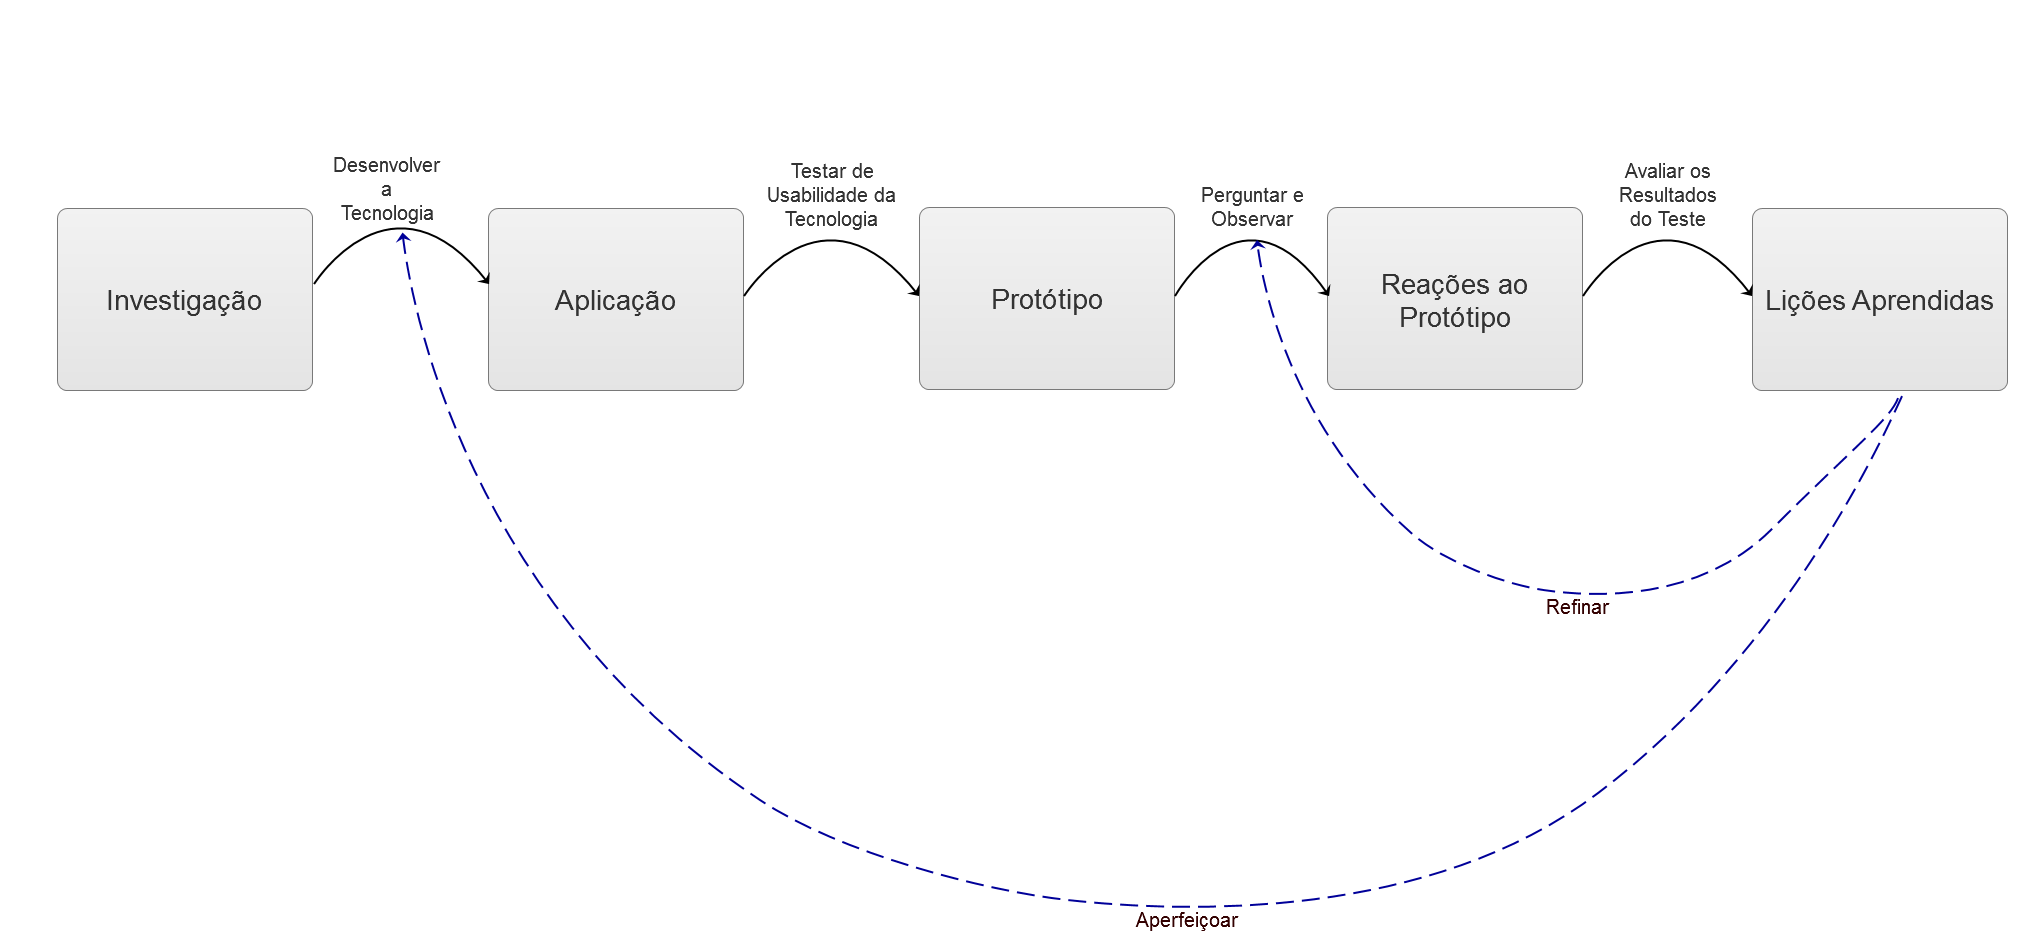 Desenvolver
a
Tecnologia
Testar de
Usabilidade da
Tecnologia
Perguntar e
Observar
Avaliar os
Resultados
do Teste
Investigação
Aplicação
Protótipo
Reações ao
Protótipo
Lições Aprendidas
Refinar
Aperfeiçoar